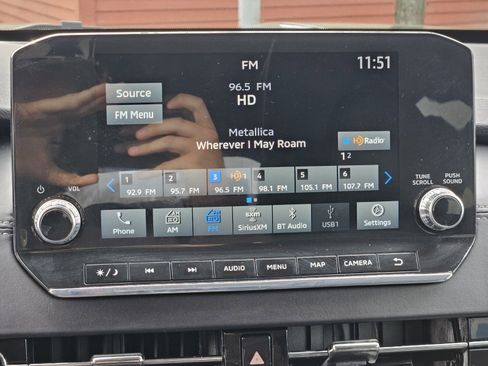 FM
11:51
Source
FM Menu
96.5 FM
HD
Metallica
Wherever I May Roam
HD Radio
1 2
1 2 3 HD 1 4 5 6
92.9 FM 95.7 FM 96.5 FM 98.1 FM 105.1 FM 107.7 FM
VOL
TUNE SCROLL
PUSH SOUND
Phone AM FM SiriusXM BT Audio USB1 Settings
AUDIO MENU MAP CAMERA